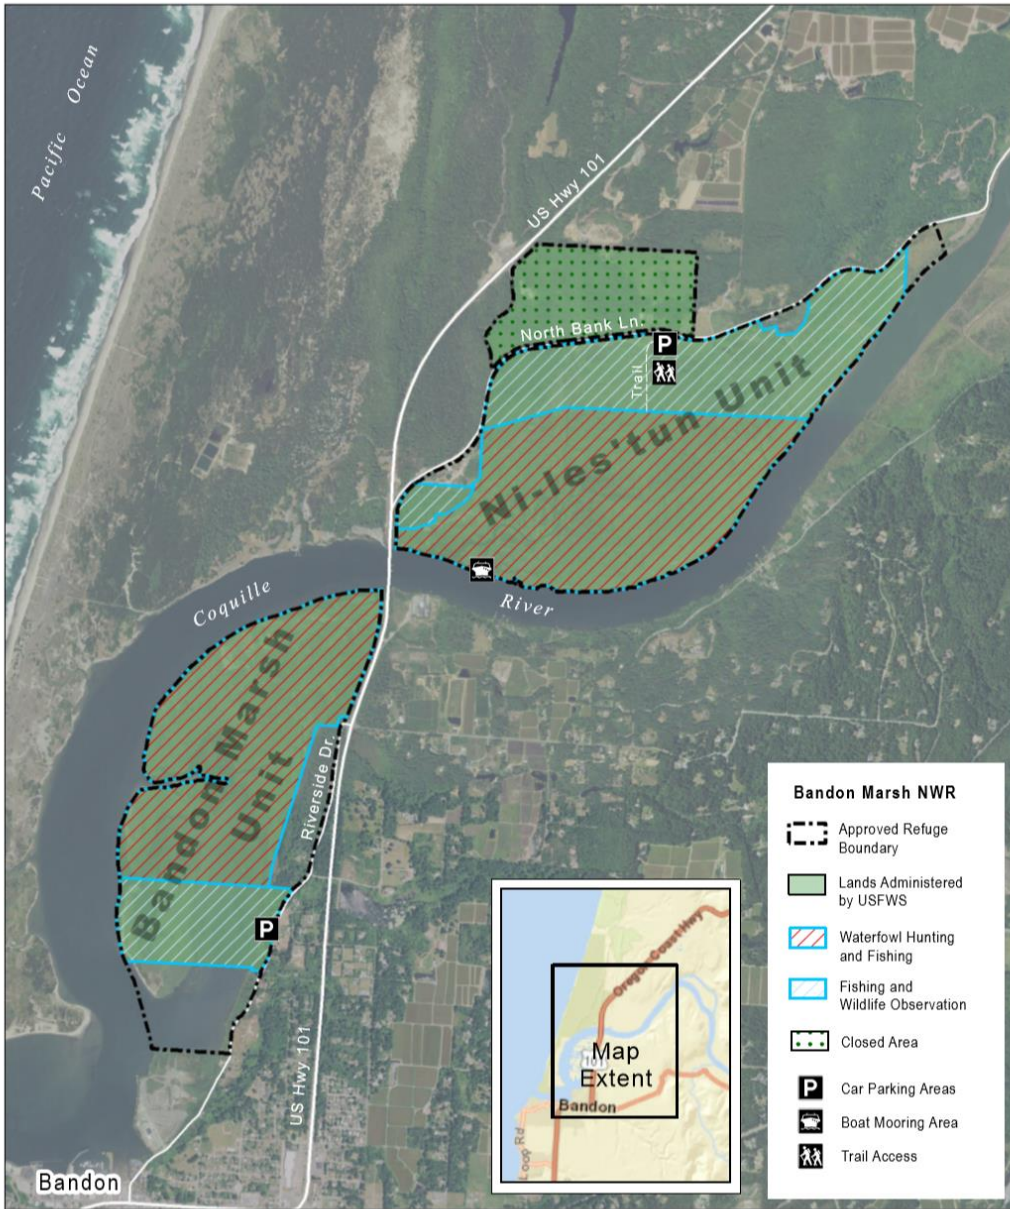 Pacific Ocean
US Hwy 101
North Bank Ln.
P
Trail
Ni-les'tun Unit
Coquille
River
Bandon Marsh
Unit
Riverside Dr.
P
US Hwy 101
Bandon
Oregon Coast Hwy
101
Map
Extent
Bandon
Loop Rd
Bandon Marsh NWR
Approved Refuge
Boundary
Lands Administered
by USFWS
Waterfowl Hunting
and Fishing
Fishing and
Wildlife Observation
Closed Area
P
Car Parking Areas
Boat Mooring Area
Trail Access